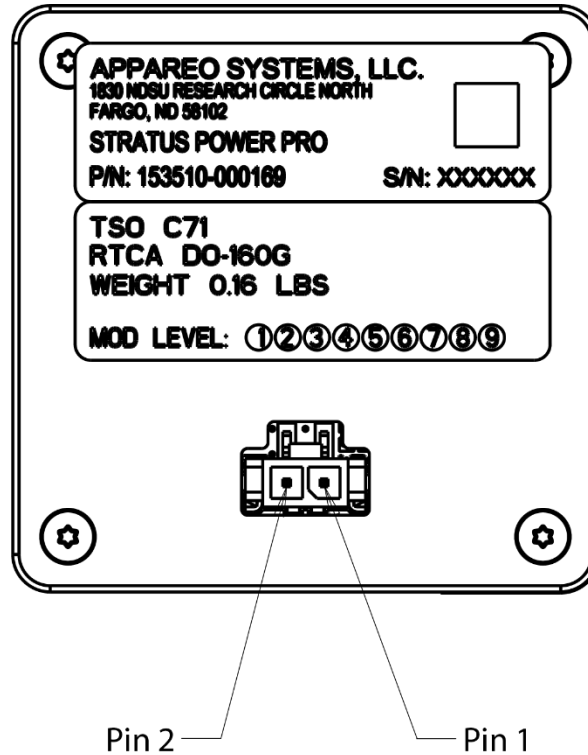 APPAREO SYSTEMS, LLC.
1830 NDSU RESEARCH CIRCLE NORTH
FARGO, ND 58102
STRATUS POWER PRO
P/N: 153510-000169 S/N: XXXXXX
TSO C71
RTCA DO-160G
WEIGHT 0.16 LBS
MOD LEVEL: ①②③④⑤⑥⑦⑧⑨
Pin 2 Pin 1